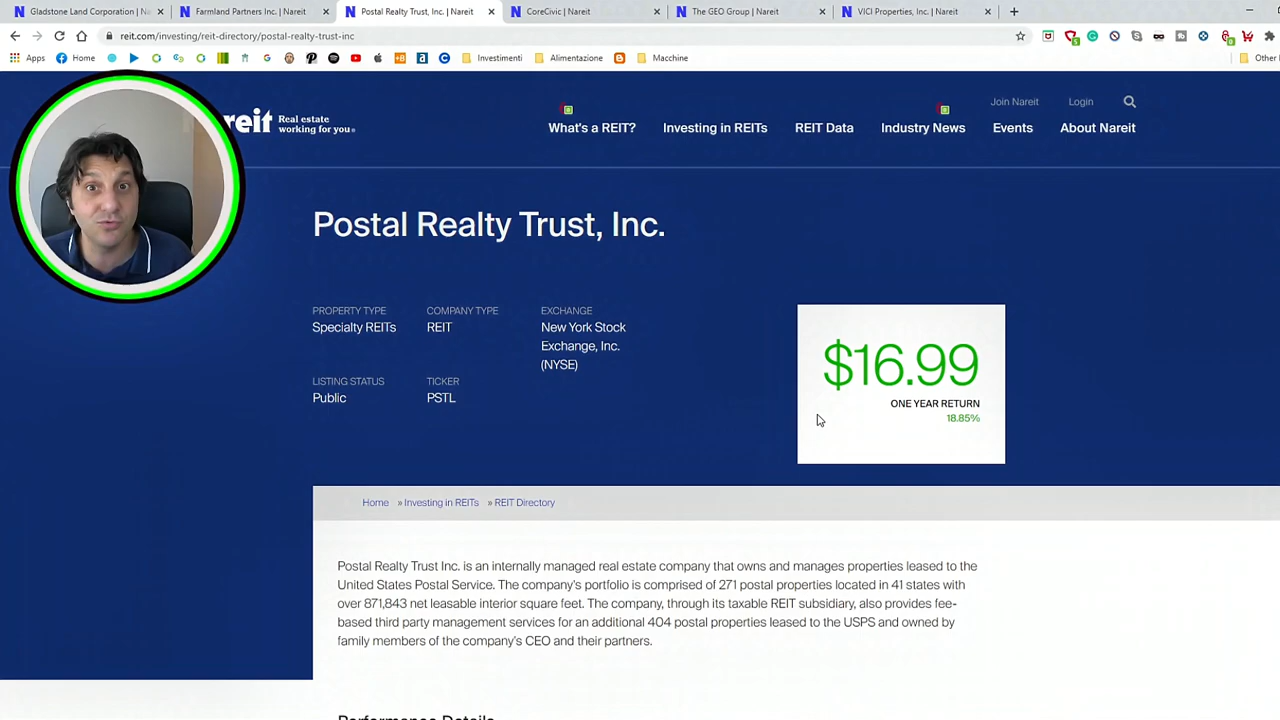 Gladstone Land Corporation | Na
Farmland Partners Inc. | Nareit
Postal Realty Trust, Inc. | Nareit
CoreCivic | Nareit
The GEO Group | Nareit
VICI Properties, Inc. | Nareit
reit.com/investing/reit-directory/postal-realty-trust-inc
Apps
Home
Investimenti
Alimentazione
Macchine
Other
Join Nareit
Login
reit
Real estate
working for you.
What's a REIT?
Investing in REITs
REIT Data
Industry News
Events
About Nareit
Postal Realty Trust, Inc.
PROPERTY TYPE
Specialty REITs
COMPANY TYPE
REIT
EXCHANGE
New York Stock
Exchange, Inc.
(NYSE)
LISTING STATUS
Public
TICKER
PSTL
$16.99
ONE YEAR RETURN
18.85%
Home » Investing in REITs » REIT Directory
Postal Realty Trust Inc. is an internally managed real estate company that owns and manages properties leased to the
United States Postal Service. The company's portfolio is comprised of 271 postal properties located in 41 states with
over 871,843 net leasable interior square feet. The company, through its taxable REIT subsidiary, also provides fee-
based third party management services for an additional 404 postal properties leased to the USPS and owned by
family members of the company's CEO and their partners.
Performance Details